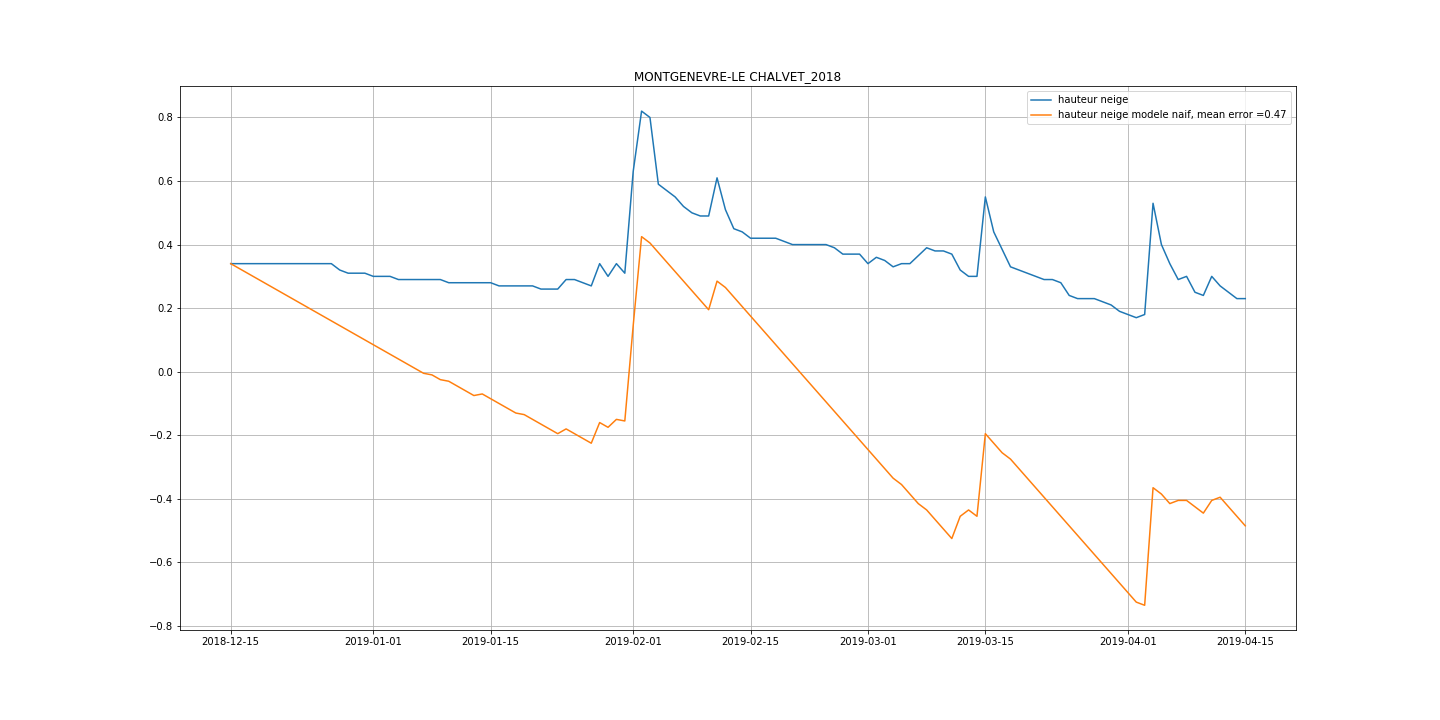 MONTGENEVRE-LE CHALVET_2018
hauteur neige
hauteur neige modele naif, mean error =0.47
0.8
0.6
0.4
0.2
0.0
−0.2
−0.4
−0.6
−0.8
2018-12-15 2019-01-01 2019-01-15 2019-02-01 2019-02-15 2019-03-01 2019-03-15 2019-04-01 2019-04-15